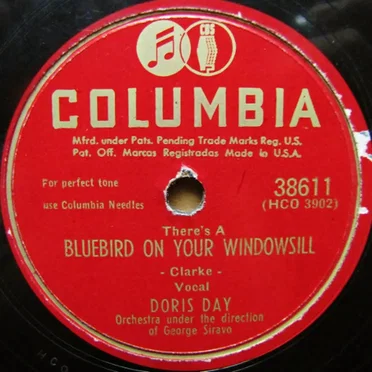 CBS
COLUMBIA
Mfrd. under Pats. Pending Trade Marks Reg. U.S.
Pat. Off. Marcas Registradas Made in U.S.A.
For perfect tone
use Columbia Needles
38611
(HCO 3902)
There's A
BLUEBIRD ON YOUR WINDOWSILL
- Clarke -
Vocal
DORIS DAY
Orchestra under the direction
of George Siravo
HCO